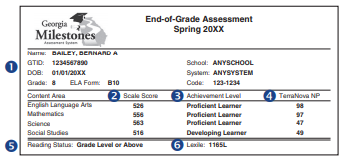 Georgia
Milestones
Assessment System
End-of-Grade Assessment
Spring 20XX
Name: BAILEY, BERNARD A
1 GTID: 1234567890 School: ANYSCHOOL
DOB: 01/01/20XX System: ANYSYSTEM
Grade: 8 ELA Form: B10 Code: 123-1234
Content Area 2 Scale Score 3 Achievement Level 4 TerraNova NP
English Language Arts 526 Proficient Learner 98
Mathematics 556 Proficient Learner 97
Science 563 Proficient Learner 47
Social Studies 516 Developing Learner 49
5 Reading Status: Grade Level or Above 6 Lexile: 1165L